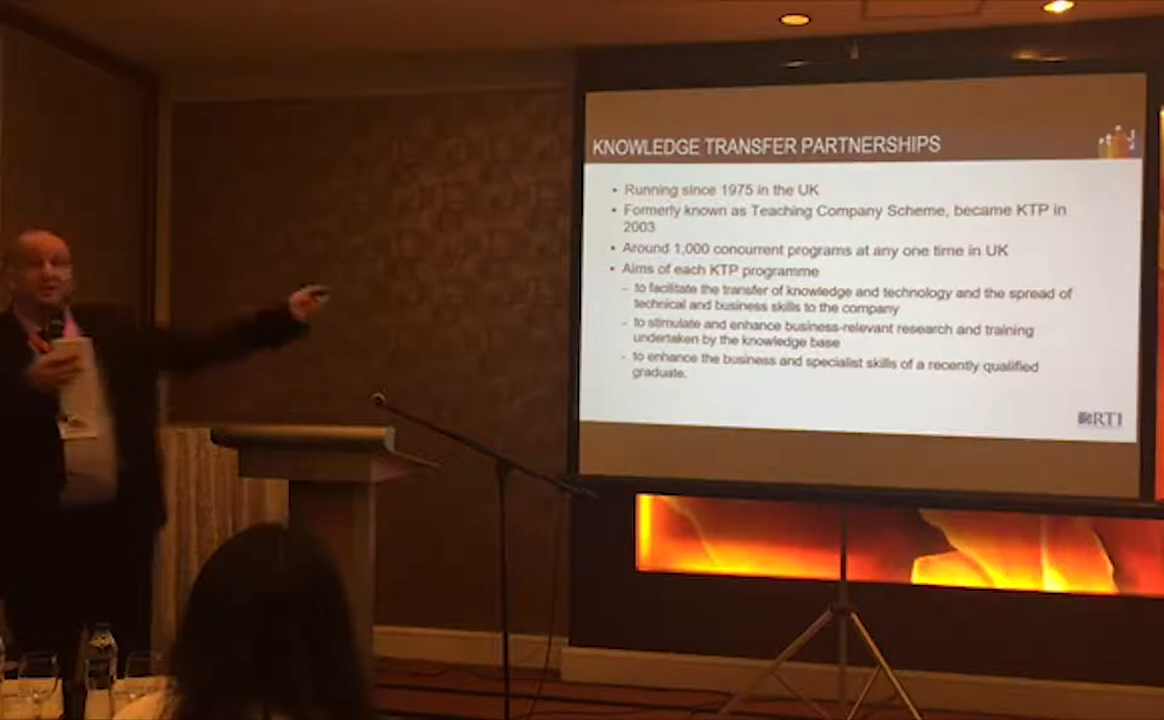 KNOWLEDGE TRANSFER PARTNERSHIPS
• Running since 1975 in the UK
• Formerly known as Teaching Company Scheme, became KTP in
2003
• Around 1,000 concurrent programs at any one time in UK
• Aims of each KTP programme
– to facilitate the transfer of knowledge and technology and the spread of
technical and business skills to the company
– to stimulate and enhance business-relevant research and training
undertaken by the knowledge base
– to enhance the business and specialist skills of a recently qualified
graduate.
RTI